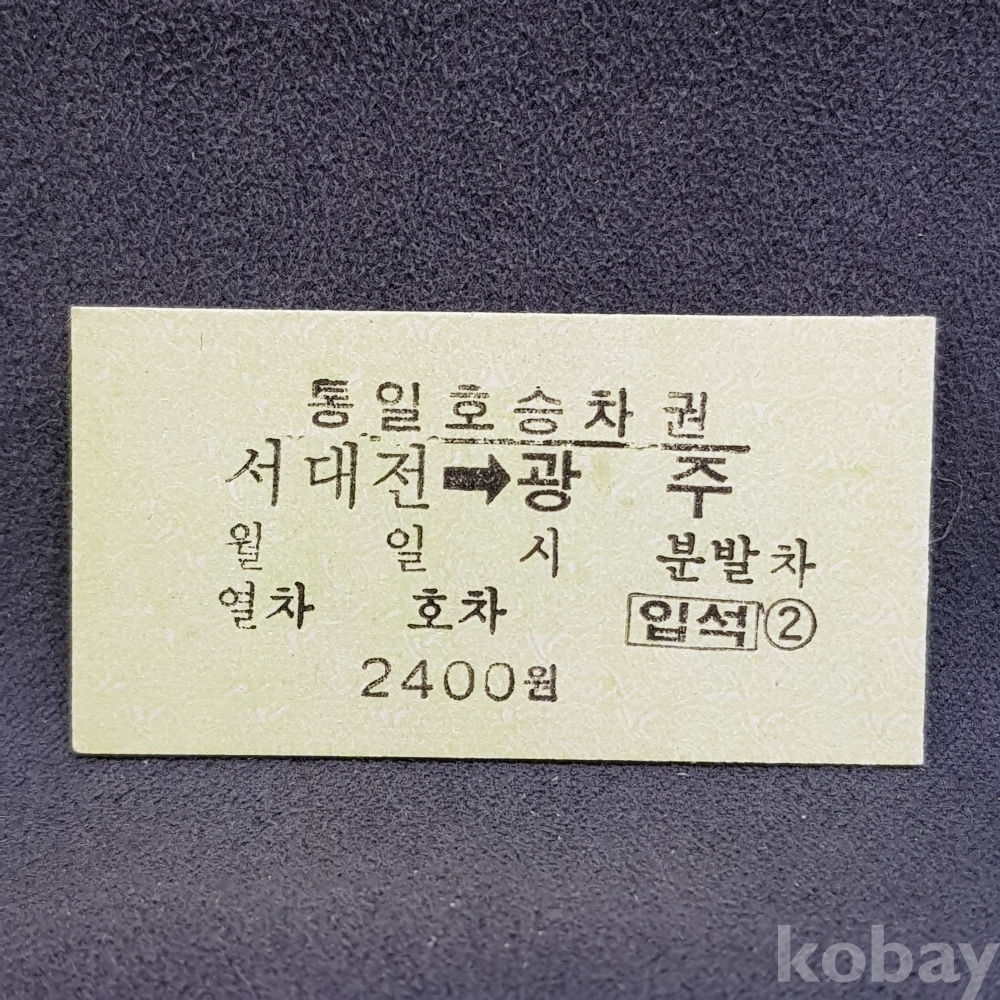 통일호승차권
서대전➡광 주
월 일 시 분발차
열차 호차 입석②
2400원
kobay